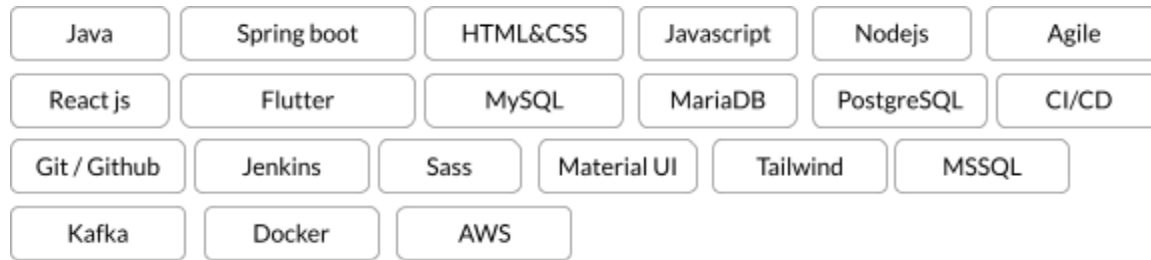 Java Spring boot HTML&CSS Javascript Nodejs Agile
React js Flutter MySQL MariaDB PostgreSQL CI/CD
Git / Github Jenkins Sass Material UI Tailwind MSSQL
Kafka Docker AWS